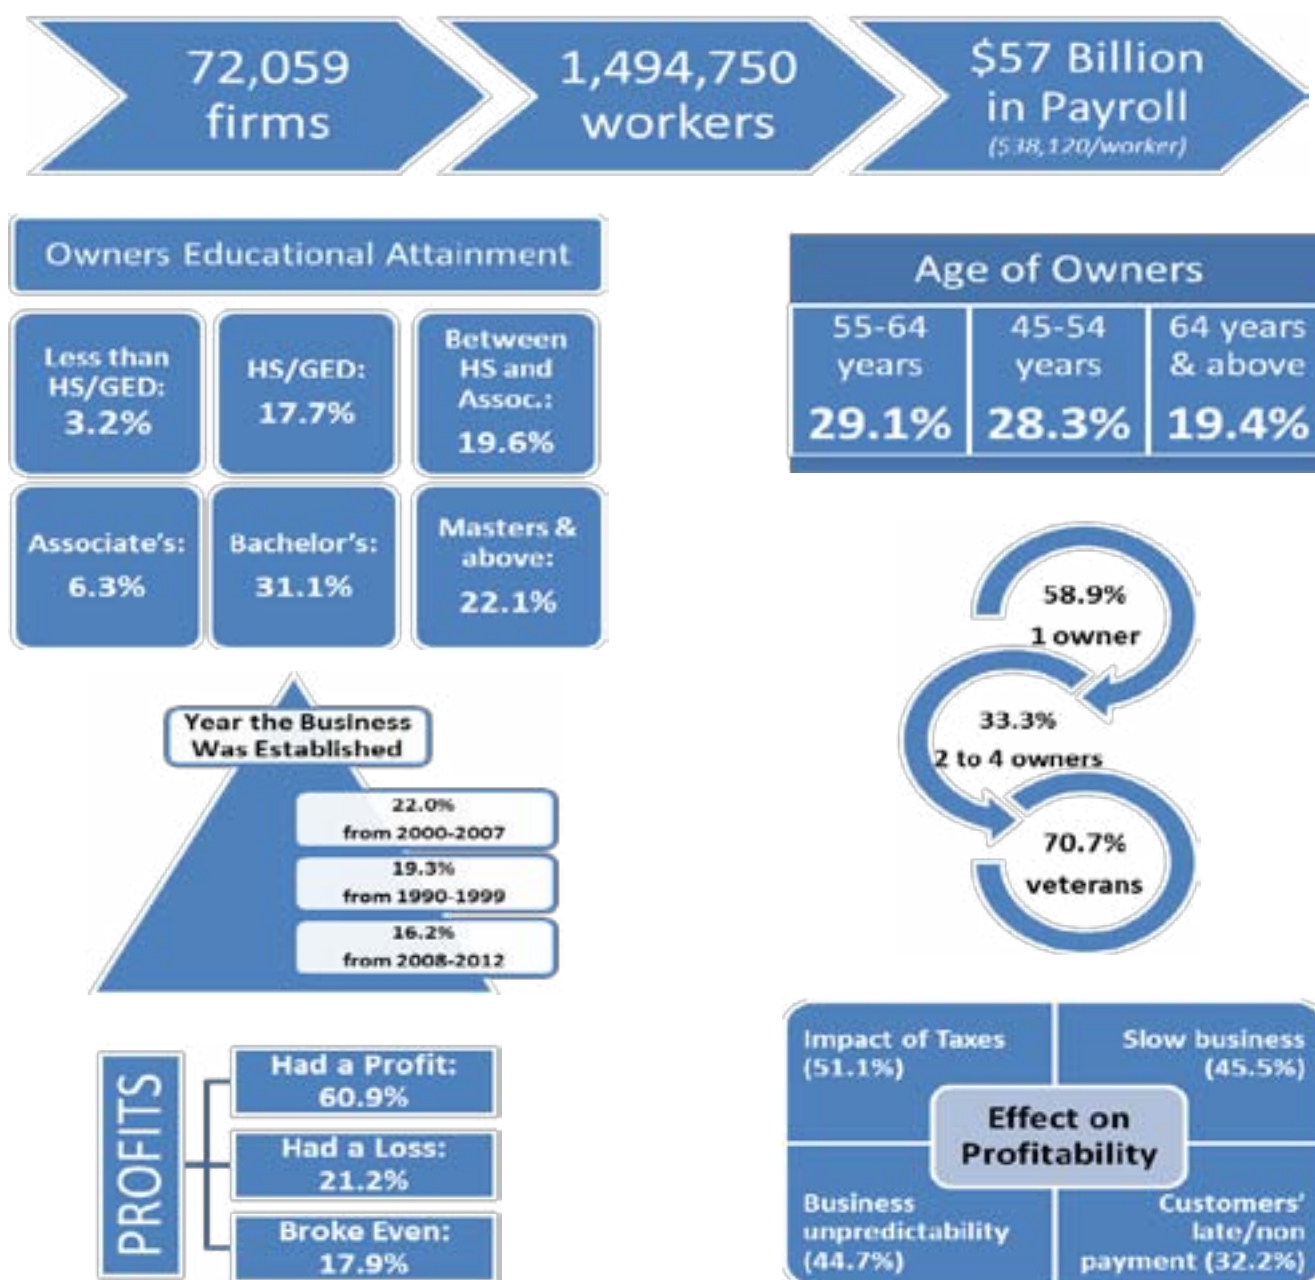 72,059
firms
1,494,750
workers
$57 Billion
in Payroll
($38,120/worker)
Owners Educational Attainment
Less than
HS/GED:
3.2%
HS/GED:
17.7%
Between
HS and
Assoc.:
19.6%
Associate's:
6.3%
Bachelor's:
31.1%
Masters &
above:
22.1%
Age of Owners
55-64
years
29.1%
45-54
years
28.3%
64 years
& above
19.4%
58.9%
1 owner
33.3%
2 to 4 owners
70.7%
veterans
Year the Business
Was Established
22.0%
from 2000-2007
19.3%
from 1990-1999
16.2%
from 2008-2012
PROFITS
Had a Profit:
60.9%
Had a Loss:
21.2%
Broke Even:
17.9%
Impact of Taxes
(51.1%)
Slow business
(45.5%)
Effect on
Profitability
Business
unpredictability
(44.7%)
Customers'
late/non
payment (32.2%)